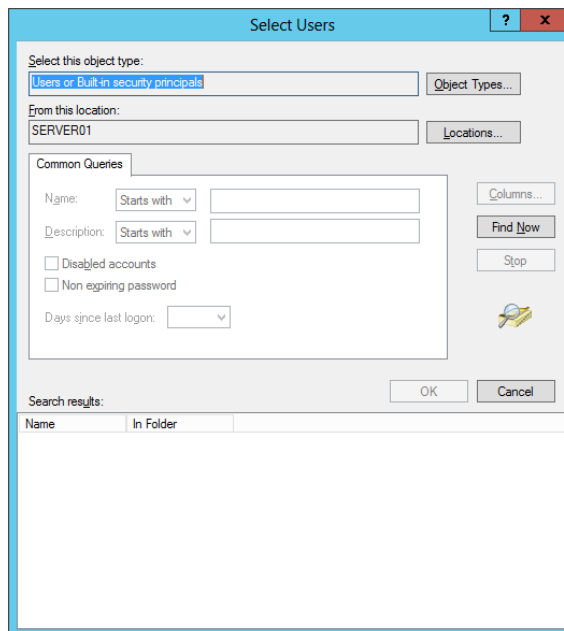 Select Users
? x
Select this object type:
Users or Built-in security principals
Object Types...
From this location:
SERVER01
Locations...
Common Queries
Name: Starts with
Columns...
Description: Starts with
Find Now
Disabled accounts
Stop
Non expiring password
Days since last logon:
OK Cancel
Search results:
Name In Folder